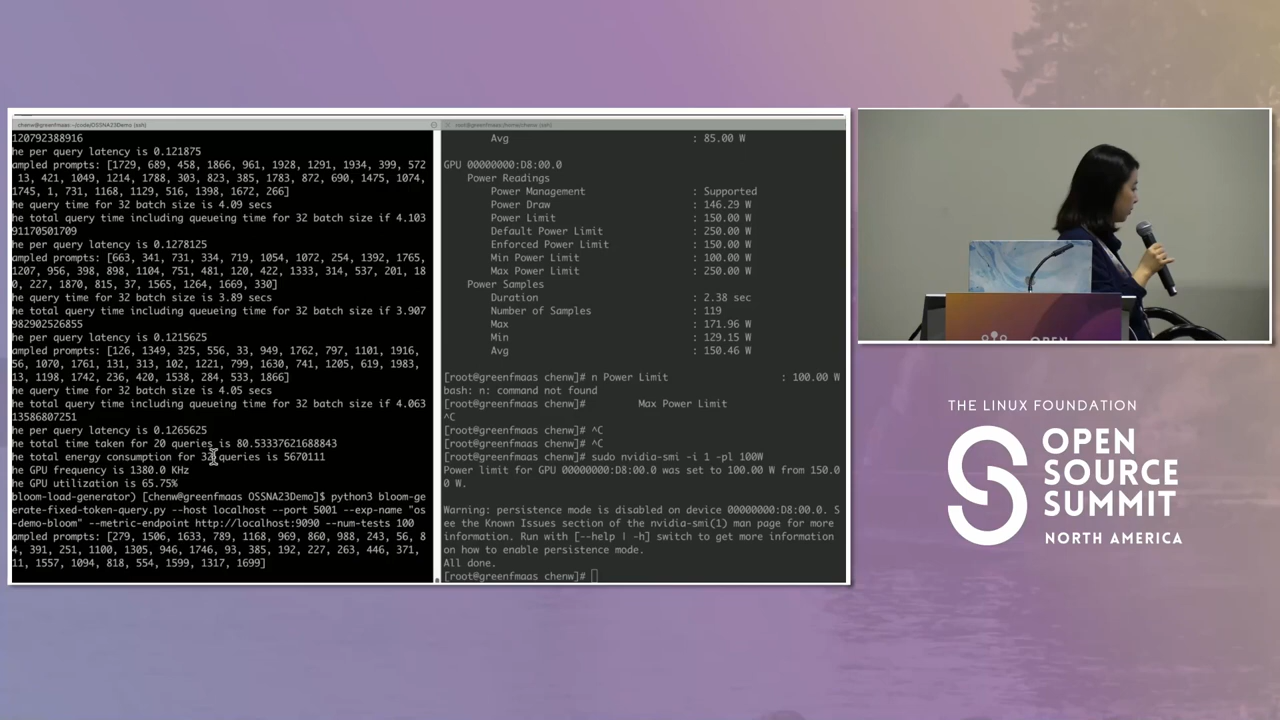 chenw@greenfmaas:~/code/OSSNA23Demo (ssh)
120792388916
he per query latency is 0.121875
ampled prompts: [1729, 689, 458, 1866, 961, 1928, 1291, 1934, 399, 572
13, 421, 1049, 1214, 1788, 303, 823, 385, 1783, 872, 690, 1475, 1074,
1745, 1, 731, 1168, 1129, 516, 1398, 1672, 266]
he query time for 32 batch size is 4.09 secs
he total query time including queueing time for 32 batch size if 4.103
91170501709
he per query latency is 0.1278125
ampled prompts: [663, 341, 731, 334, 719, 1054, 1072, 254, 1392, 1765,
1207, 956, 398, 898, 1104, 751, 481, 120, 422, 1333, 314, 537, 201, 18
0, 227, 1870, 815, 37, 1565, 1264, 1669, 330]
he query time for 32 batch size is 3.89 secs
he total query time including queueing time for 32 batch size if 3.907
982902526855
he per query latency is 0.1215625
ampled prompts: [126, 1349, 325, 556, 33, 949, 1762, 797, 1101, 1916,
56, 1070, 1761, 131, 313, 102, 1221, 799, 1630, 741, 1205, 619, 1983,
13, 1198, 1742, 236, 420, 1538, 284, 533, 1866]
he query time for 32 batch size is 4.05 secs
he total query time including queueing time for 32 batch size if 4.063
13586807251
he per query latency is 0.1265625
he total time taken for 20 queries is 80.53337621688843
he total energy consumption for 32 queries is 5670111
he GPU frequency is 1380.0 KHz
he GPU utilization is 65.75%
bloom-load-generator) [chenw@greenfmaas OSSNA23Demo]$ python3 bloom-ge
erate-fixed-token-query.py --host localhost --port 5001 --exp-name "os
-demo-bloom" --metric-endpoint http://localhost:9090 --num-tests 100
ampled prompts: [279, 1506, 1633, 789, 1168, 969, 860, 988, 243, 56, 8
4, 391, 251, 1100, 1305, 946, 1746, 93, 385, 192, 227, 263, 446, 371,
11, 1557, 1094, 818, 554, 1599, 1317, 1699]
root@greenfmaas:/home/chenw (ssh)
Avg : 85.00 W
GPU 00000000:D8:00.0
Power Readings
Power Management : Supported
Power Draw : 146.29 W
Power Limit : 150.00 W
Default Power Limit : 250.00 W
Enforced Power Limit : 150.00 W
Min Power Limit : 100.00 W
Max Power Limit : 250.00 W
Power Samples
Duration : 2.38 sec
Number of Samples : 119
Max : 171.96 W
Min : 129.15 W
Avg : 150.46 W
[root@greenfmaas chenw]# n Power Limit : 100.00 W
bash: n: command not found
[root@greenfmaas chenw]# Max Power Limit
^C
[root@greenfmaas chenw]# ^C
[root@greenfmaas chenw]# ^C
[root@greenfmaas chenw]# sudo nvidia-smi -i 1 -pl 100W
Power limit for GPU 00000000:D8:00.0 was set to 100.00 W from 150.0
0 W.
Warning: persistence mode is disabled on device 00000000:D8:00.0. S
ee the Known Issues section of the nvidia-smi(1) man page for more
information. Run with [--help | -h] switch to get more information
on how to enable persistence mode.
All done.
[root@greenfmaas chenw]#
OPEN
THE LINUX FOUNDATION
OPEN
SOURCE
SUMMIT
NORTH AMERICA